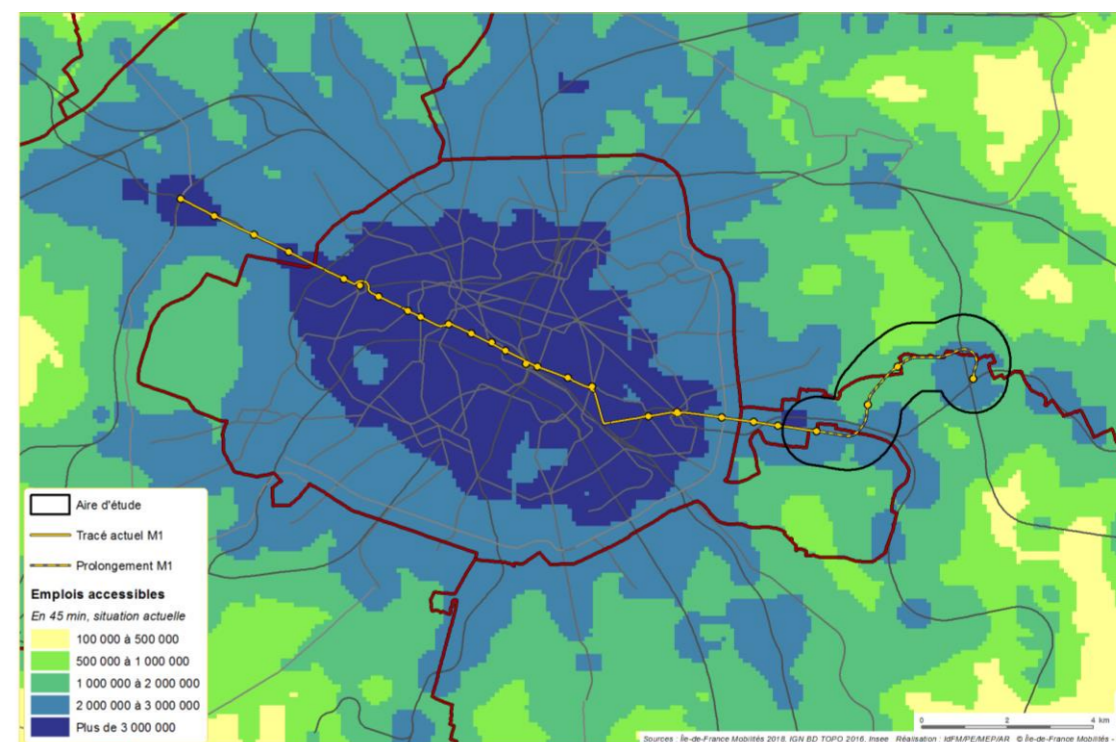 Aire d'étude
Tracé actuel M1
Prolongement M1
Emplois accessibles
En 45 min, situation actuelle
100 000 à 500 000
500 000 à 1 000 000
1 000 000 à 2 000 000
2 000 000 à 3 000 000
Plus de 3 000 000
0 2 4 km
Sources : Île-de-France Mobilités 2018, IGN BD TOPO 2016, Insee Réalisation : IdFM/PE/MEP/AR © Île-de-France Mobilités -